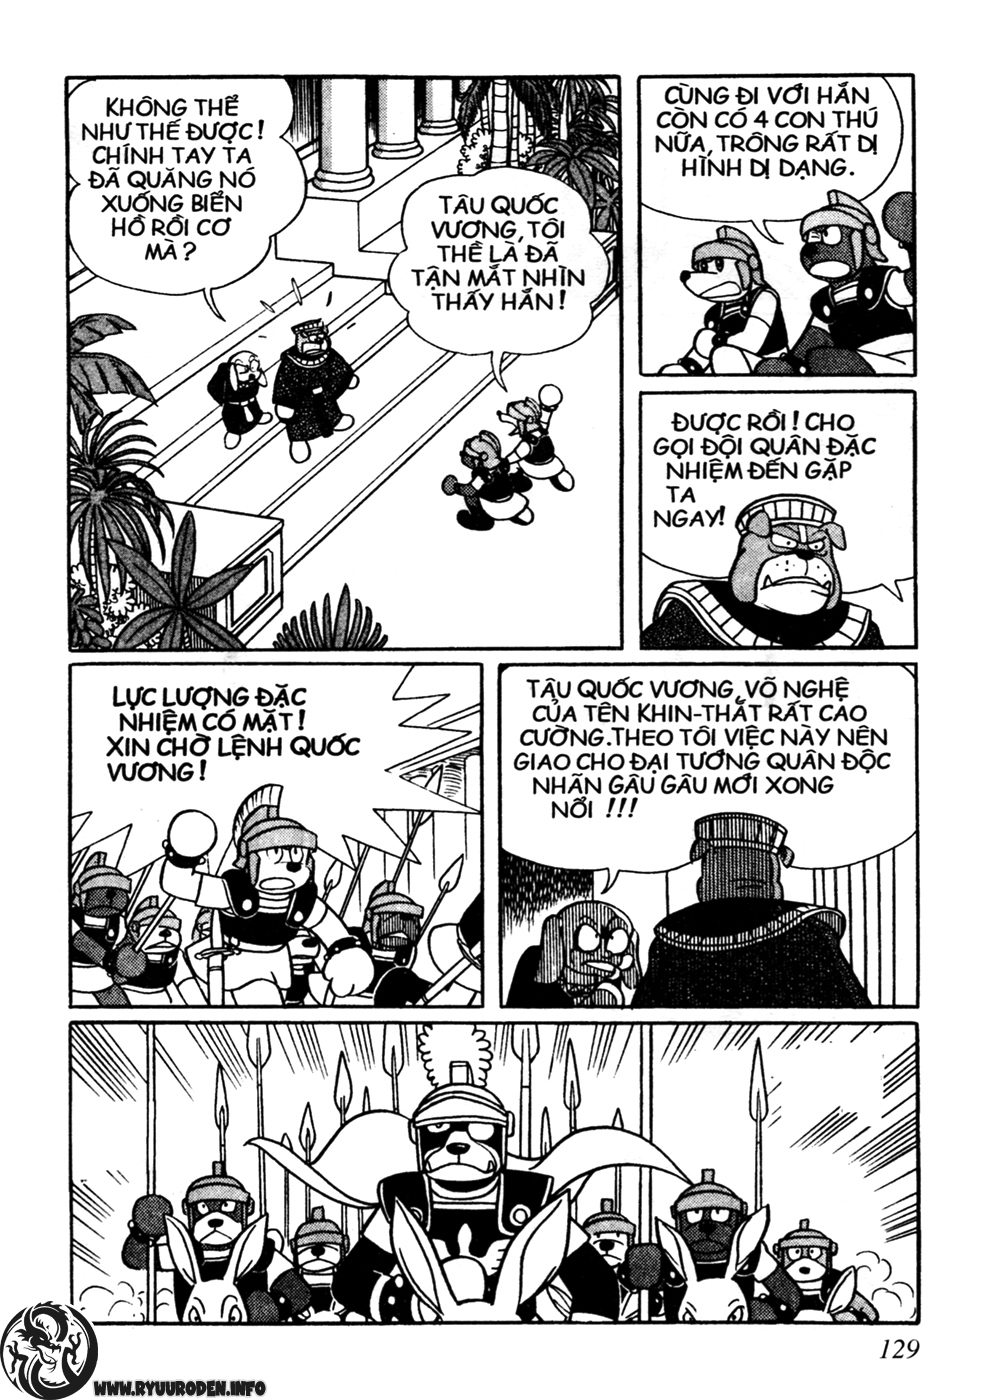 KHÔNG THỂ
NHƯ THẾ ĐƯỢC!
CHÍNH TAY TA
ĐÃ QUĂNG NÓ
XUỐNG BIỂN
HỒ RỒI CƠ
MÀ?
TÂU QUỐC
VƯƠNG, TÔI
THỀ LÀ ĐÃ
TẬN MẮT NHÌN
THẤY HẮN!
CÙNG ĐI VỚI HẮN
CÒN CÓ 4 CON THÚ
NỮA, TRÔNG RẤT DỊ
HÌNH DỊ DẠNG.
ĐƯỢC RỒI! CHO
GỌI ĐỘI QUÂN ĐẶC
NHIỆM ĐẾN GẶP
TA
NGAY!
LỰC LƯỢNG ĐẶC
NHIỆM CÓ MẶT!
XIN CHỜ LỆNH QUỐC
VƯƠNG!
TÂU QUỐC VƯƠNG, VÕ NGHỆ
CỦA TÊN KHIN-THẮT RẤT CAO
CƯỜNG. THEO TÔI VIỆC NÀY NÊN
GIAO CHO ĐẠI TƯỚNG QUÂN ĐỘC
NHÃN GÂU GÂU MỚI XONG
NỔI !!!
129
WWW.RYUURODEN.INFO